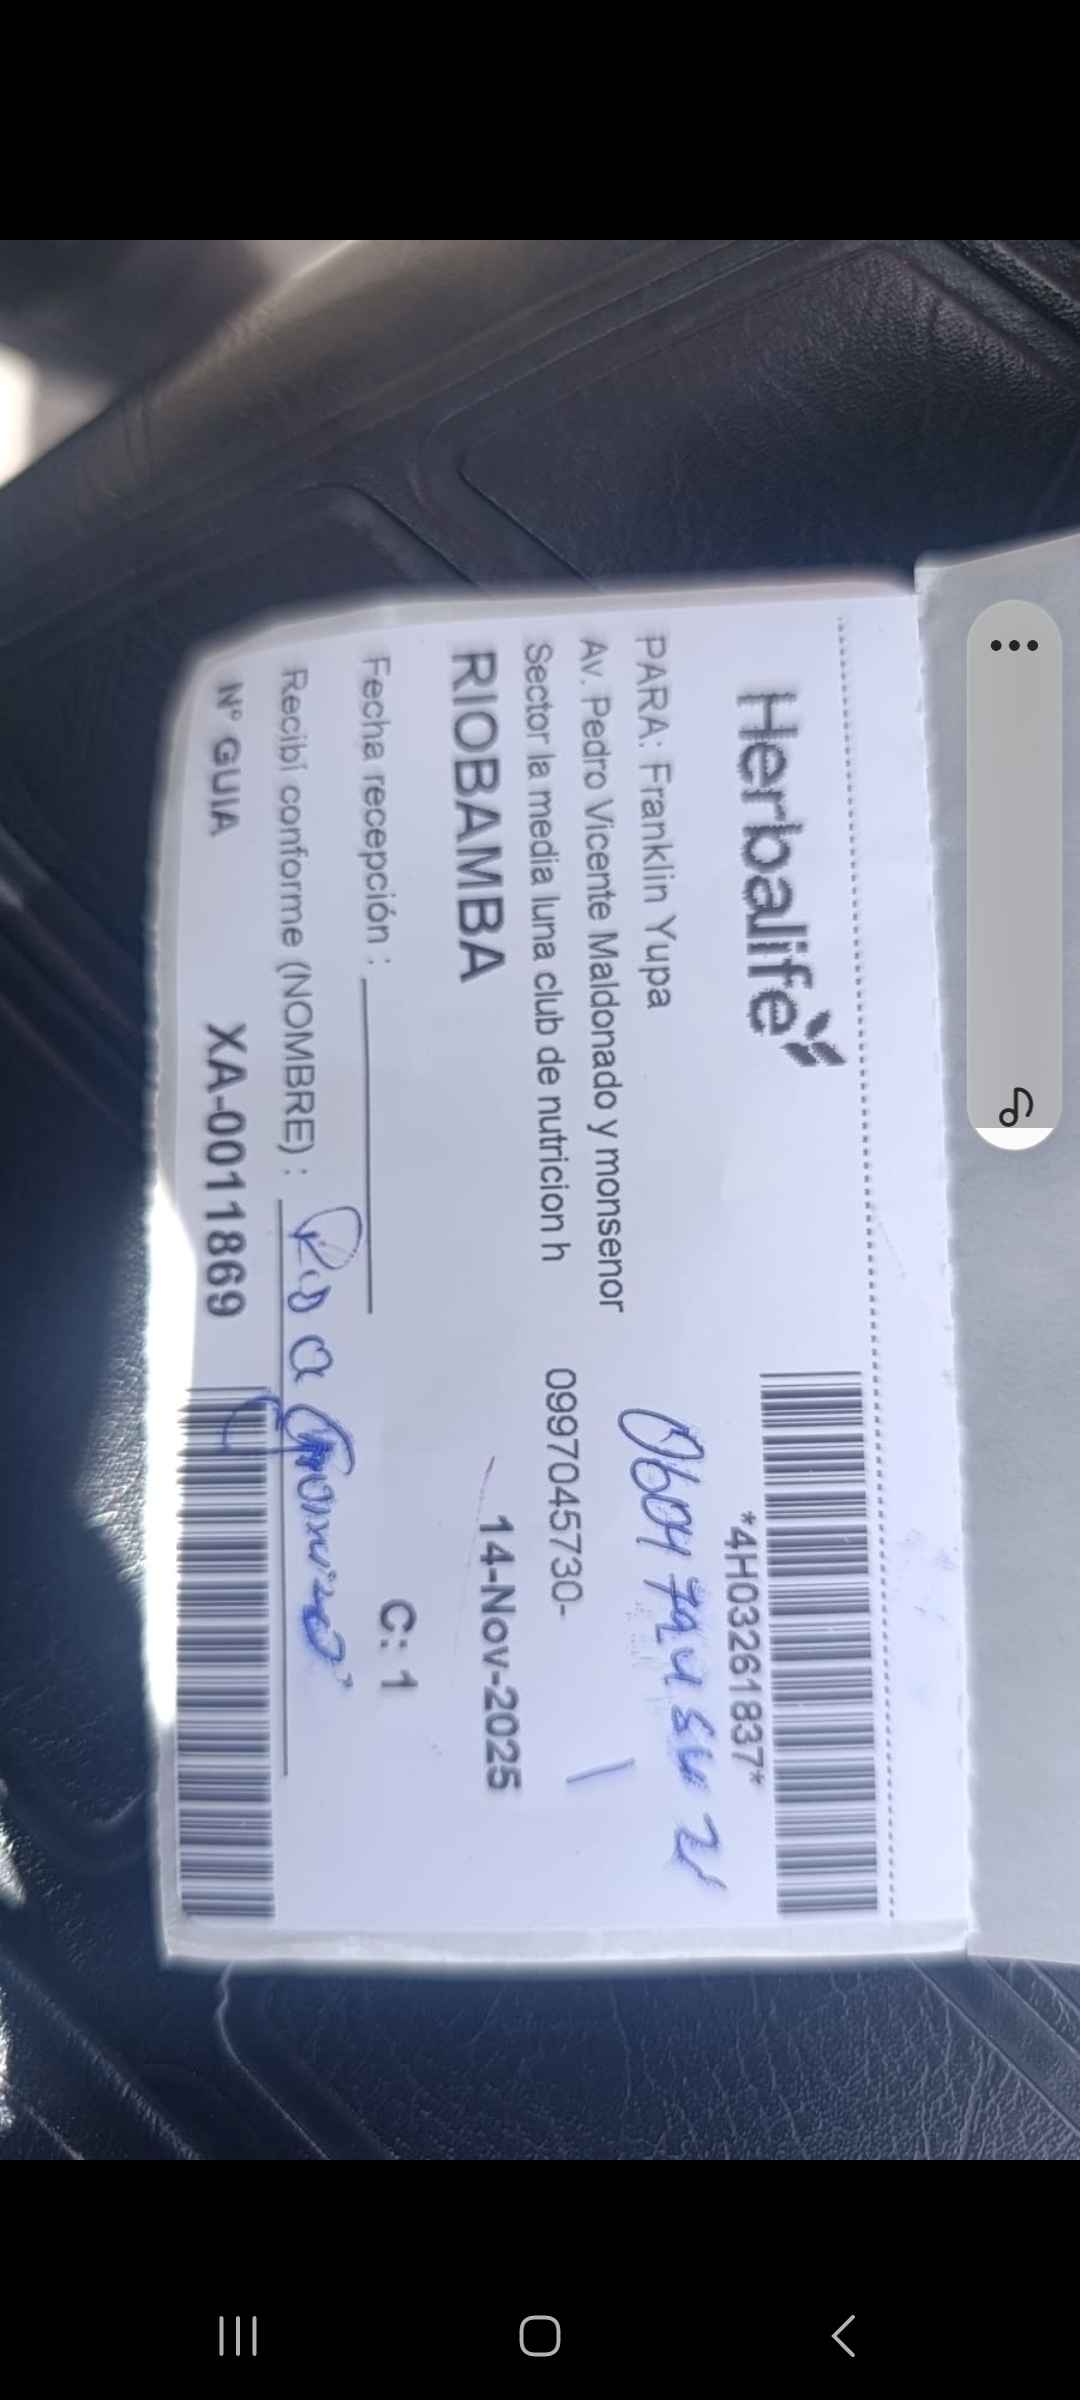 Herbalife
*4H03261837*
PARA: Franklin Yupa
Av. Pedro Vicente Maldonado y monsenor
Sector la media luna club de nutricion h
0997045730-
RIOBAMBA
14-Nov-2025
Fecha recepción :
C: 1
Recibí conforme (NOMBRE) :
N° GUIA
XA-0011869